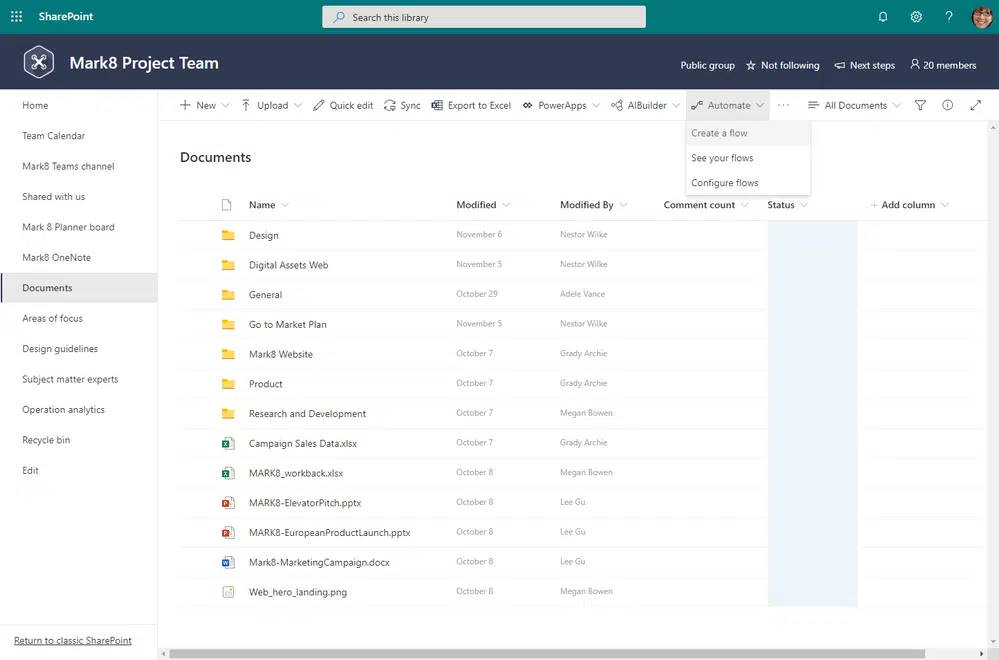 SharePoint
Search this library
?
Mark8 Project Team
Public group Not following Next steps 20 members
Home
Team Calendar
Mark8 Teams channel
Shared with us
Mark 8 Planner board
Mark8 OneNote
Documents
Areas of focus
Design guidelines
Subject matter experts
Operation analytics
Recycle bin
Edit
Return to classic SharePoint
New Upload Quick edit Sync Export to Excel PowerApps AIBuilder Automate ··· All Documents
Create a flow
See your flows
Configure flows
Documents
Name Modified Modified By Comment count Status + Add column
Design November 6 Nestor Wilke
Digital Assets Web November 5 Nestor Wilke
General October 29 Adele Vance
Go to Market Plan November 5 Nestor Wilke
Mark8 Website October 7 Grady Archie
Product October 7 Grady Archie
Research and Development October 7 Megan Bowen
Campaign Sales Data.xlsx October 7 Grady Archie
MARK8_workback.xlsx October 8 Megan Bowen
MARK8-ElevatorPitch.pptx October 8 Lee Gu
MARK8-EuropeanProductLaunch.pptx October 8 Lee Gu
Mark8-MarketingCampaign.docx October 8 Lee Gu
Web_hero_landing.png October 8 Megan Bowen